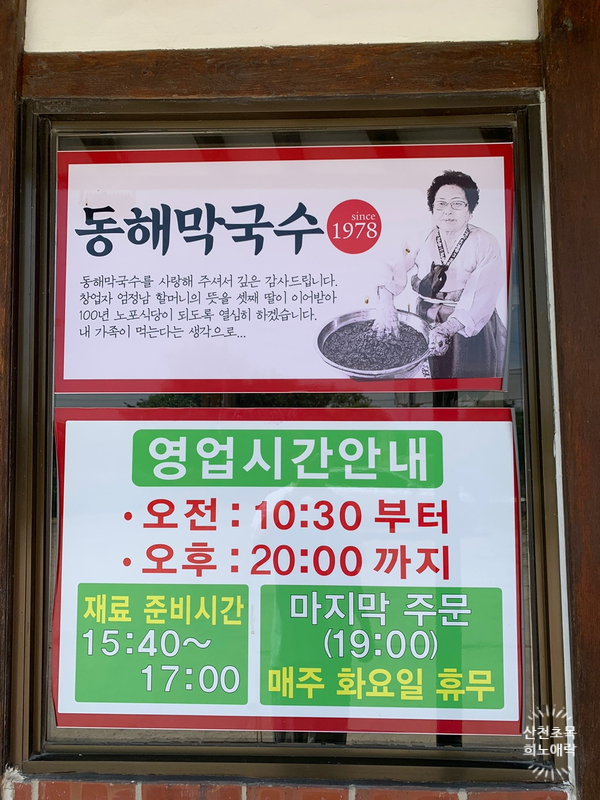 동해막국수
since
1978
동해막국수를 사랑해 주셔서 깊은 감사드립니다.
창업자 엄정남 할머니의 뜻을 셋째 딸이 이어받아
100년 노포식당이 되도록 열심히 하겠습니다.
내 가족이 먹는다는 생각으로...
영업시간안내
• 오전 : 10:30 부터
• 오후 : 20:00 까지
재료 준비시간
15:40~
17:00
마지막 주문
(19:00)
매주 화요일 휴무
산천초목
희노애락